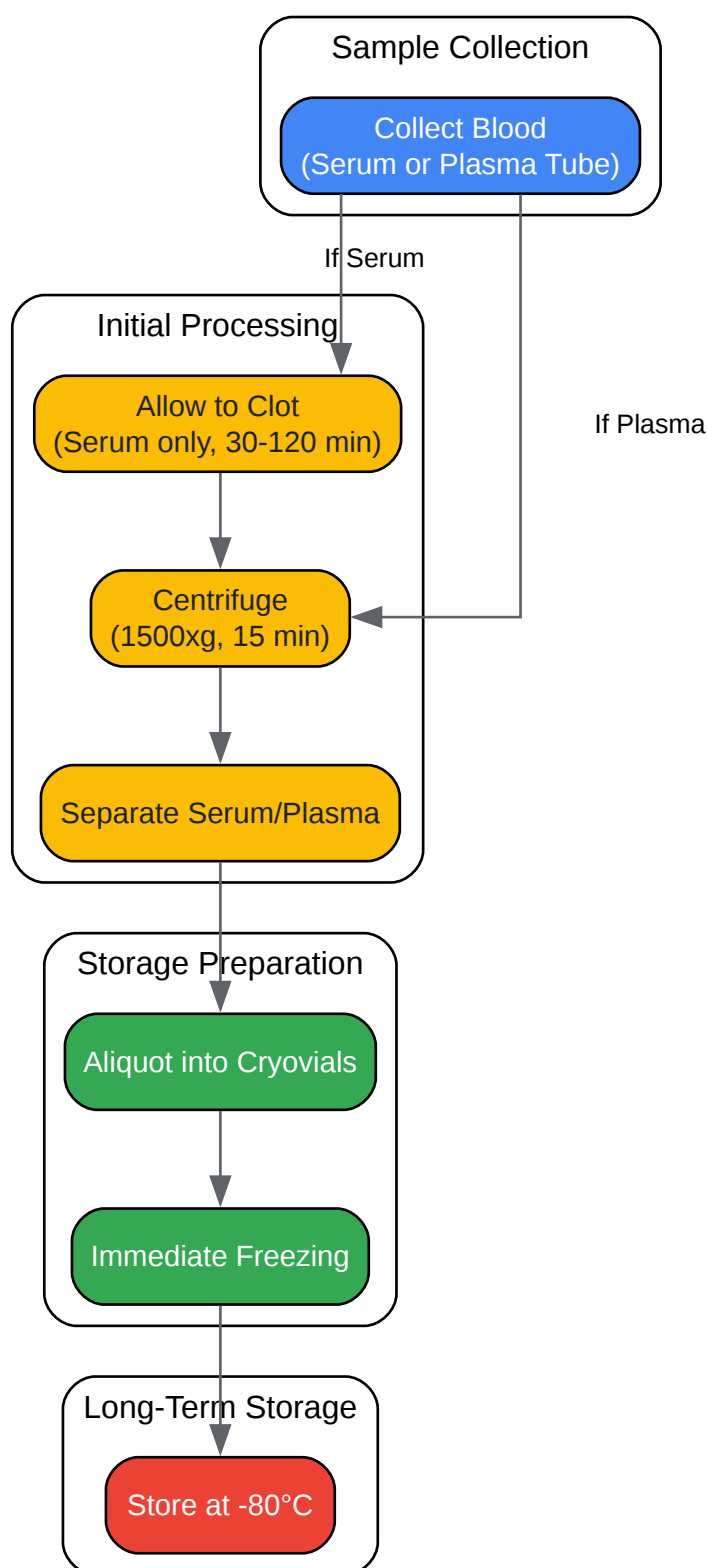 Sample Collection
Collect Blood
(Serum or Plasma Tube)
If Serum
Initial Processing
Allow to Clot
(Serum only, 30-120 min)
If Plasma
Centrifuge
(1500xg, 15 min)
Separate Serum/Plasma
Storage Preparation
Aliquot into Cryovials
Immediate Freezing
Long-Term Storage
Store at -80°C